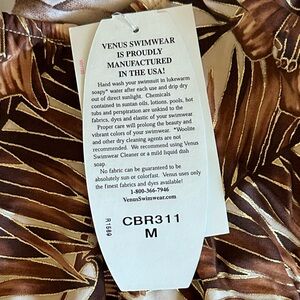 VENUS SWIMWEAR
IS PROUDLY
MANUFACTURED
IN THE USA!
Hand wash your swimsuit in lukewarm
soapy* water after each use and drip dry
out of direct sunlight. Chemicals
contained in suntan oils, lotions, pools, hot
tubs and perspiration are unkind to the
fabrics, dyes and elastic of your swimwear.
Proper care will prolong the beauty and
vibrant colors of your swimwear. *Woolite
and other dry cleaning agents are not
recommended. We recommend using Venus
Swimwear Cleaner or a mild liquid dish
soap.
No fabric can be guaranteed to be
absolutely sun or colorfast. Venus uses only
the finest fabrics and dyes available!
1-800-366-7946
VenusSwimwear.com
R1589
CBR311
M